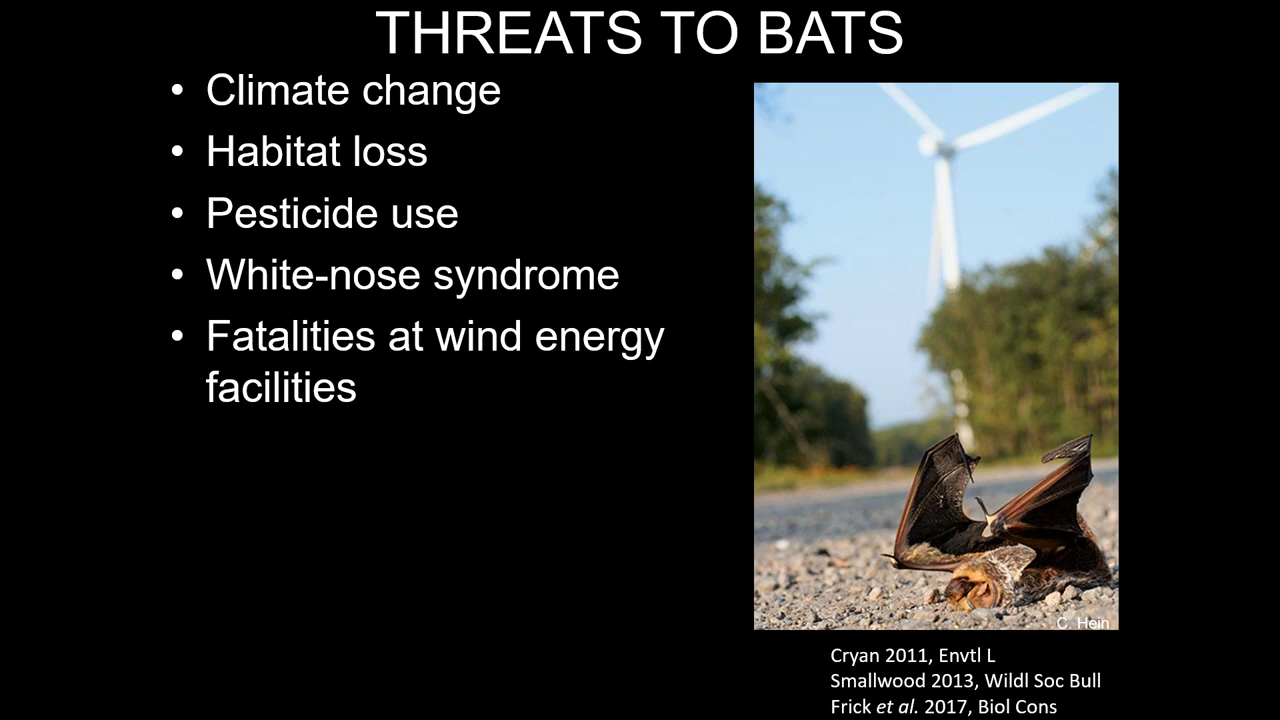 THREATS TO BATS
• Climate change
• Habitat loss
• Pesticide use
• White-nose syndrome
• Fatalities at wind energy
facilities
C. Hein
Cryan 2011, Envtl L
Smallwood 2013, Wildl Soc Bull
Frick et al. 2017, Biol Cons